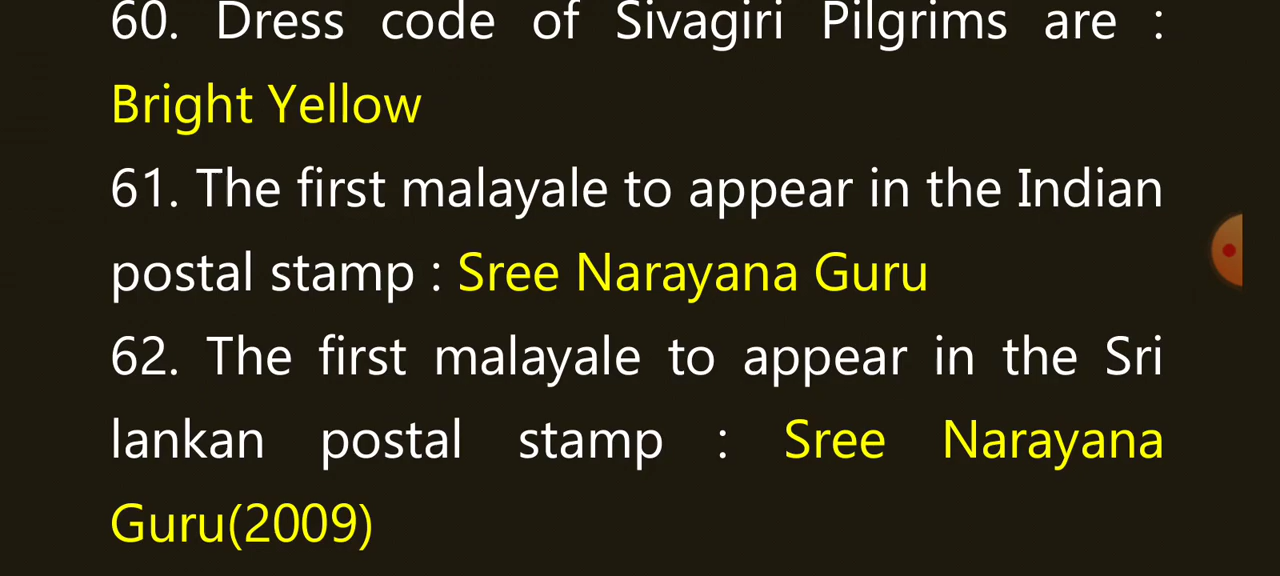 60. Dress code of Sivagiri Pilgrims are :
Bright Yellow
61. The first malayale to appear in the Indian
postal stamp : Sree Narayana Guru
62. The first malayale to appear in the Sri
lankan postal stamp : Sree Narayana
Guru(2009)